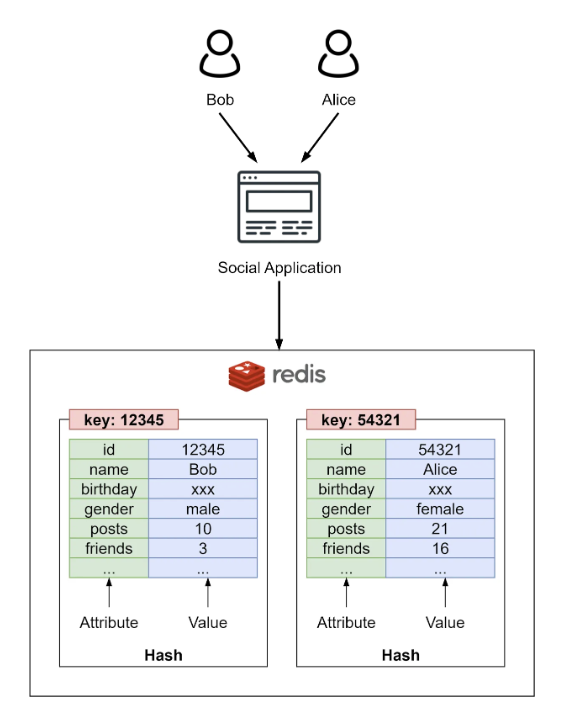 Bob Alice
Social Application
redis
key: 12345 key: 54321
id 12345 id 54321
name Bob name Alice
birthday xxx birthday xxx
gender male gender female
posts 10 posts 21
friends 3 friends 16
... ... ... ...
Attribute Value Attribute Value
Hash Hash